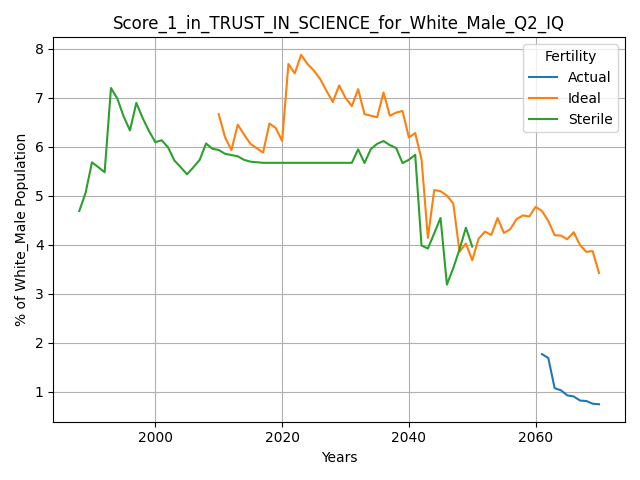 Score_1_in_TRUST_IN_SCIENCE_for_White_Male_Q2_IQ
Fertility
Actual
Ideal
Sterile
% of White_Male Population
8
7
6
5
4
3
2
1
2000 2020 2040 2060
Years